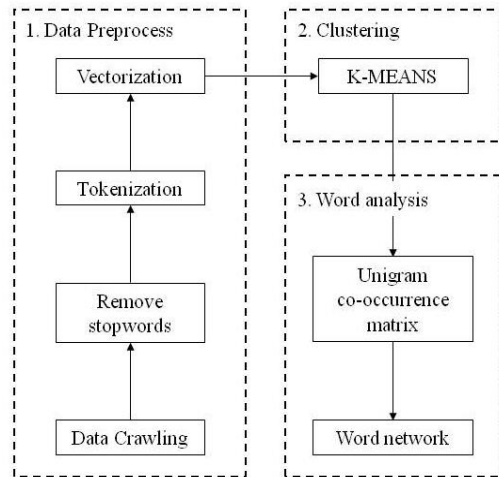 1. Data Preprocess
Vectorization
Tokenization
Remove
stopwords
Data Crawling
2. Clustering
K-MEANS
3. Word analysis
Unigram
co-occurrence
matrix
Word network